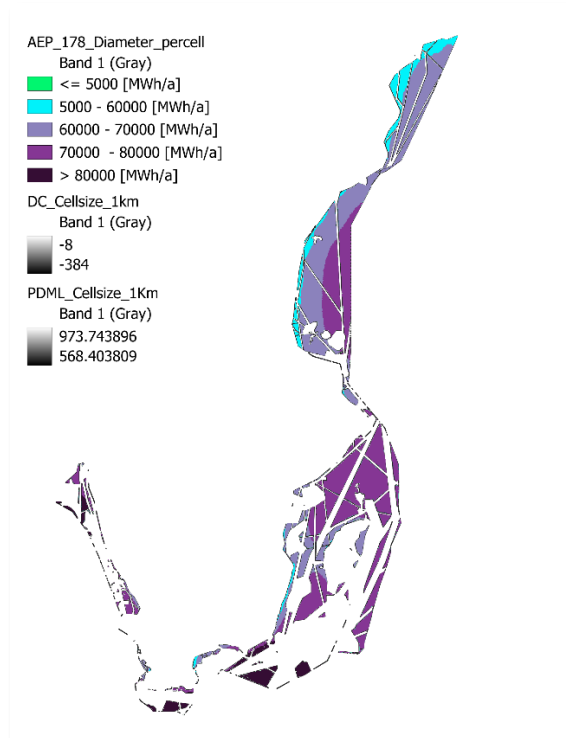 AEP_178_Diameter_percell
Band 1 (Gray)
<= 5000 [MWh/a]
5000 - 60000 [MWh/a]
60000 - 70000 [MWh/a]
70000  - 80000 [MWh/a]
> 80000 [MWh/a]
DC_Cellsize_1km
Band 1 (Gray)
-8
-384
PDML_Cellsize_1Km
Band 1 (Gray)
973.743896
568.403809